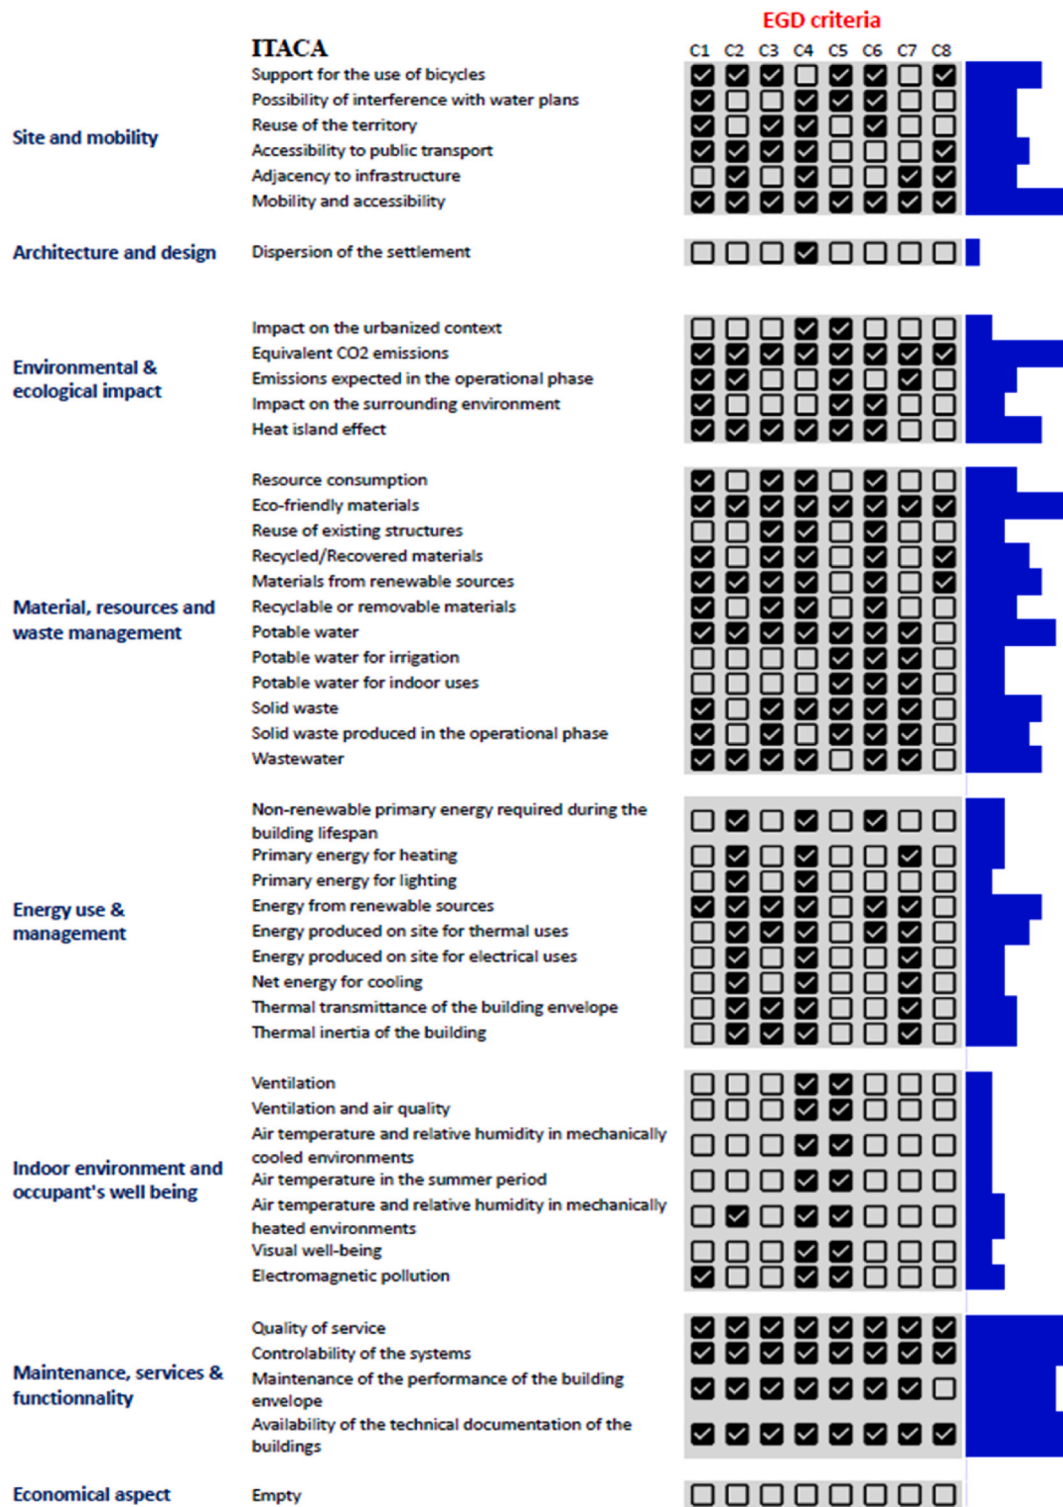 EGD criteria
ITACA
C1 C2 C3 C4 C5 C6 C7 C8
Site and mobility
Support for the use of bicycles
Possibility of interference with water plans
Reuse of the territory
Accessibility to public transport
Adjacency to infrastructure
Mobility and accessibility
Architecture and design
Dispersion of the settlement
Environmental &
ecological impact
Impact on the urbanized context
Equivalent CO2 emissions
Emissions expected in the operational phase
Impact on the surrounding environment
Heat island effect
Material, resources and
waste management
Resource consumption
Eco-friendly materials
Reuse of existing structures
Recycled/Recovered materials
Materials from renewable sources
Recyclable or removable materials
Potable water
Potable water for irrigation
Potable water for indoor uses
Solid waste
Solid waste produced in the operational phase
Wastewater
Energy use &
management
Non-renewable primary energy required during the
building lifespan
Primary energy for heating
Primary energy for lighting
Energy from renewable sources
Energy produced on site for thermal uses
Energy produced on site for electrical uses
Net energy for cooling
Thermal transmittance of the building envelope
Thermal inertia of the building
Indoor environment and
occupant's well being
Ventilation
Ventilation and air quality
Air temperature and relative humidity in mechanically
cooled environments
Air temperature in the summer period
Air temperature and relative humidity in mechanically
heated environments
Visual well-being
Electromagnetic pollution
Maintenance, services &
functionnality
Quality of service
Controlability of the systems
Maintenance of the performance of the building
envelope
Availability of the technical documentation of the
buildings
Economical aspect
Empty